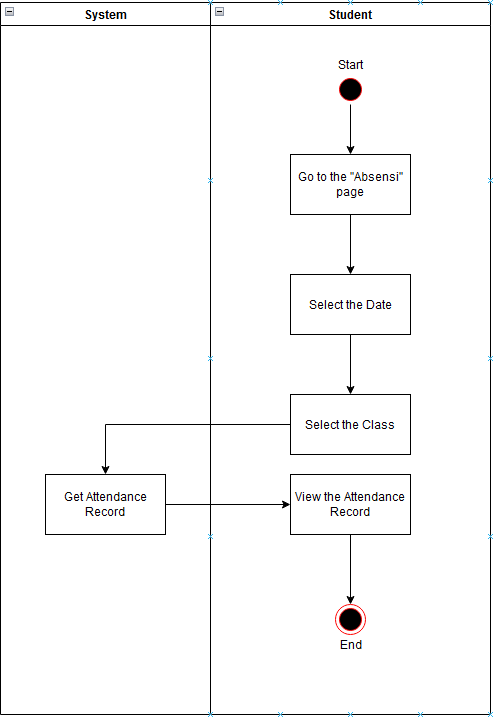 System
Student
Start
Go to the "Absensi"
page
Select the Date
Select the Class
Get Attendance
Record
View the Attendance
Record
End